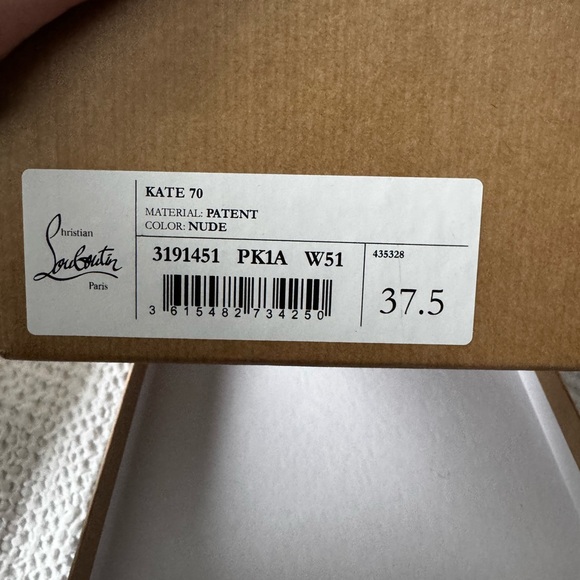 Christian
Louboutin
Paris
KATE 70
MATERIAL: PATENT
COLOR: NUDE
3191451 PK1A W51
3 615482 734250
435328
37.5